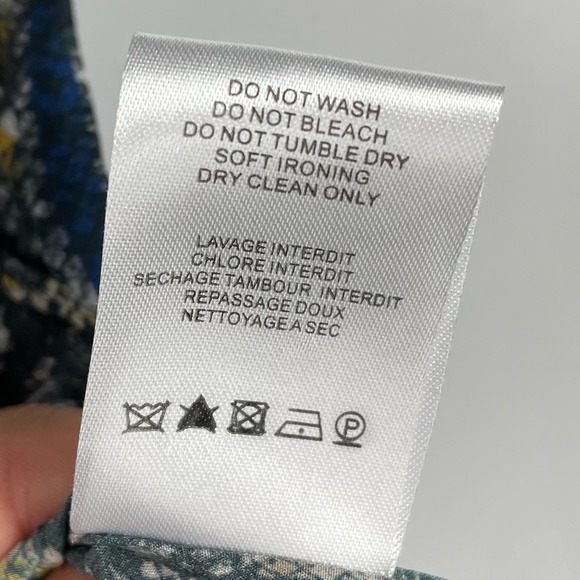 DO NOT WASH
DO NOT BLEACH
DO NOT TUMBLE DRY
SOFT IRONING
DRY CLEAN ONLY
LAVAGE INTERDIT
CHLORE INTERDIT
SECHAGE TAMBOUR INTERDIT
REPASSAGE DOUX
NETTOYAGE A SEC
P